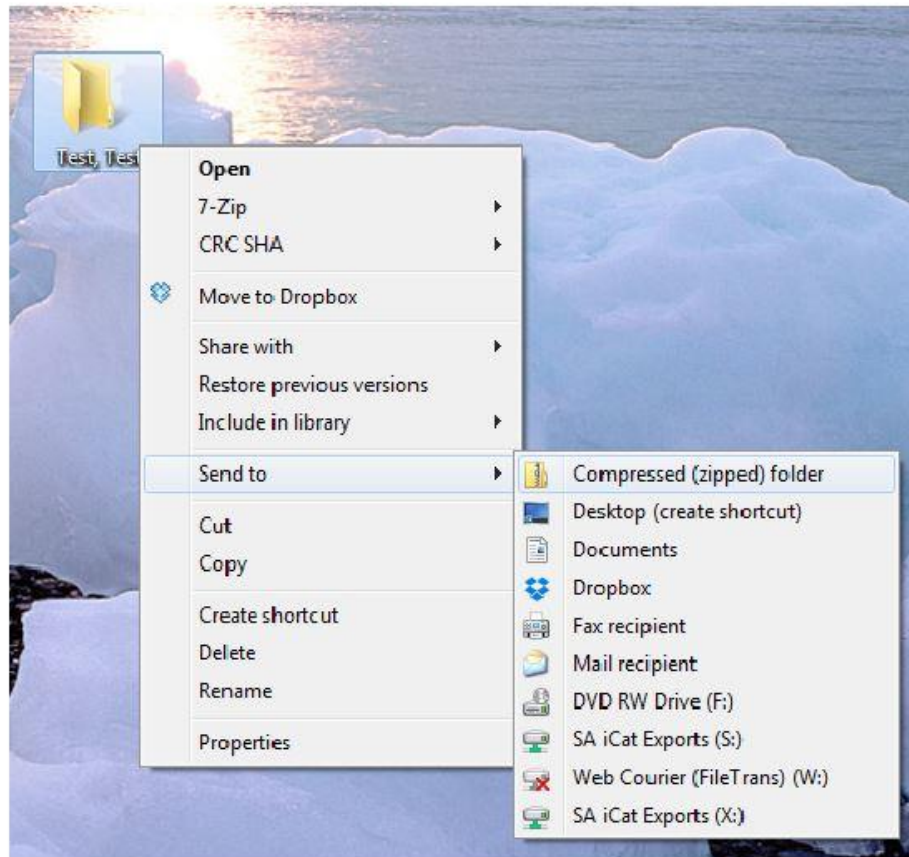 Test, Test
Open
7-Zip
CRC SHA
Move to Dropbox
Share with
Restore previous versions
Include in library
Send to
Cut
Copy
Create shortcut
Delete
Rename
Properties
Compressed (zipped) folder
Desktop (create shortcut)
Documents
Dropbox
Fax recipient
Mail recipient
DVD RW Drive (F:)
SA iCat Exports (S:)
Web Courier (FileTrans) (W:)
SA iCat Exports (X:)